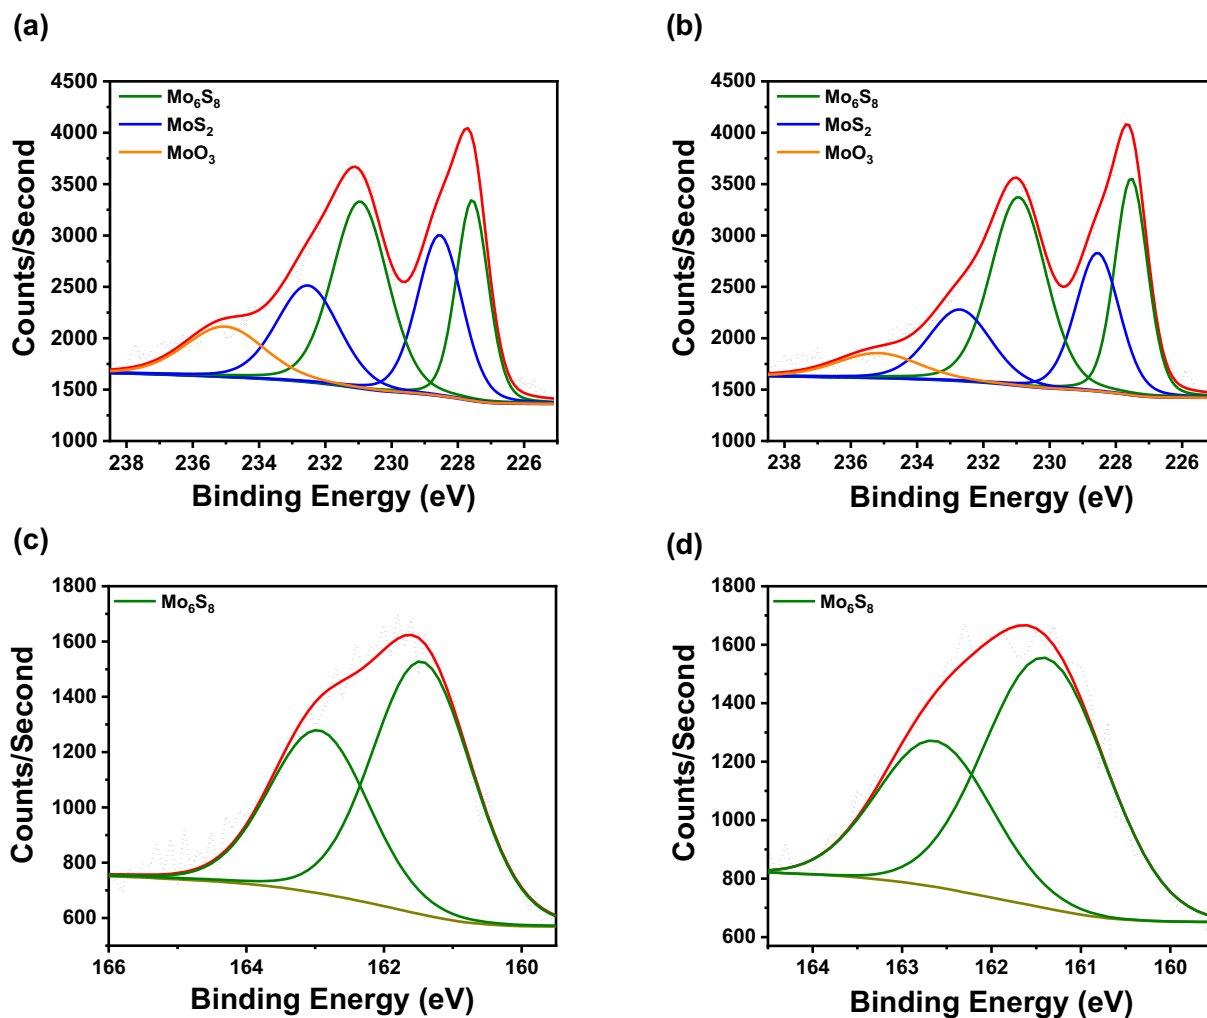 (a)
4500
4000
3500
3000
2500
2000
1500
1000
Counts/Second
Mo₆S₈
MoS₂
MoO₃
238 236 234 232 230 228 226
Binding Energy (eV)
(b)
4500
4000
3500
3000
2500
2000
1500
1000
Counts/Second
Mo₆S₈
MoS₂
MoO₃
238 236 234 232 230 228 226
Binding Energy (eV)
(c)
1800
1600
1400
1200
1000
800
600
Counts/Second
Mo₆S₈
166 164 162 160
Binding Energy (eV)
(d)
1800
1600
1400
1200
1000
800
600
Counts/Second
Mo₆S₈
164 163 162 161 160
Binding Energy (eV)